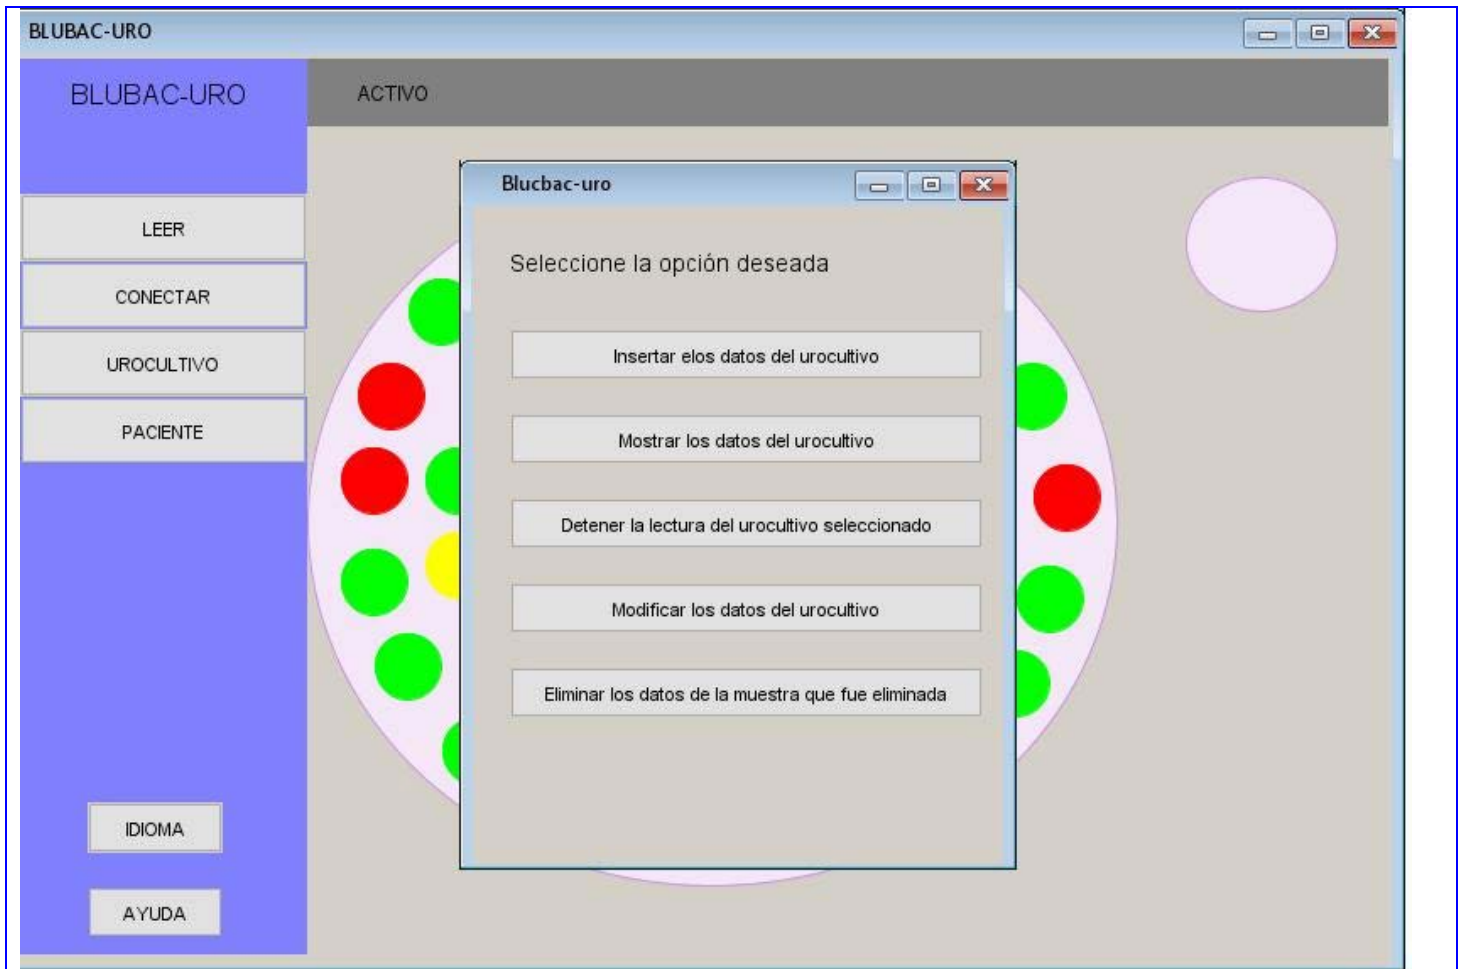 BLUBAC-URO
BLUBAC-URO
ACTIVO
LEER
CONECTAR
UROCULTIVO
PACIENTE
IDIOMA
AYUDA
Blucbac-uro
Seleccione la opción deseada
Insertar elos datos del urocultivo
Mostrar los datos del urocultivo
Detener la lectura del urocultivo seleccionado
Modificar los datos del urocultivo
Eliminar los datos de la muestra que fue eliminada